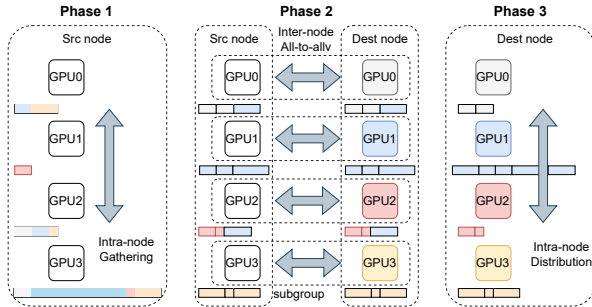 Phase 1
Src node
GPU0
GPU1
GPU2
GPU3
Intra-node
Gathering
Phase 2
Src node
Inter-node
All-to-allv
Dest node
GPU0
GPU0
GPU1
GPU1
GPU2
GPU2
GPU3
GPU3
subgroup
Phase 3
Dest node
GPU0
GPU1
GPU2
GPU3
Intra-node
Distribution